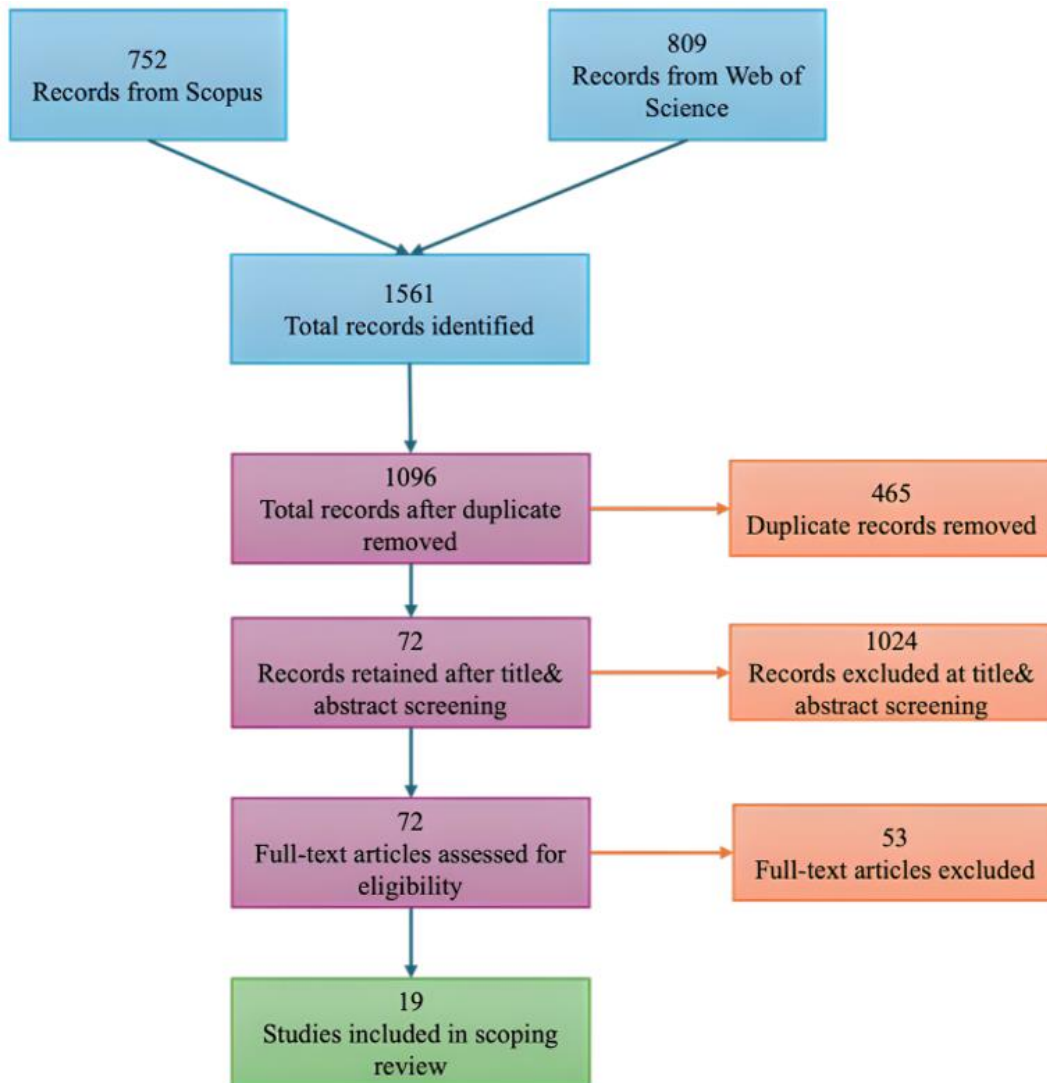 752
Records from Scopus
809
Records from Web of
Science
1561
Total records identified
1096
Total records after duplicate
removed
465
Duplicate records removed
72
Records retained after title&
abstract screening
1024
Records excluded at title&
abstract screening
72
Full-text articles assessed for
eligibility
53
Full-text articles excluded
19
Studies included in scoping
review